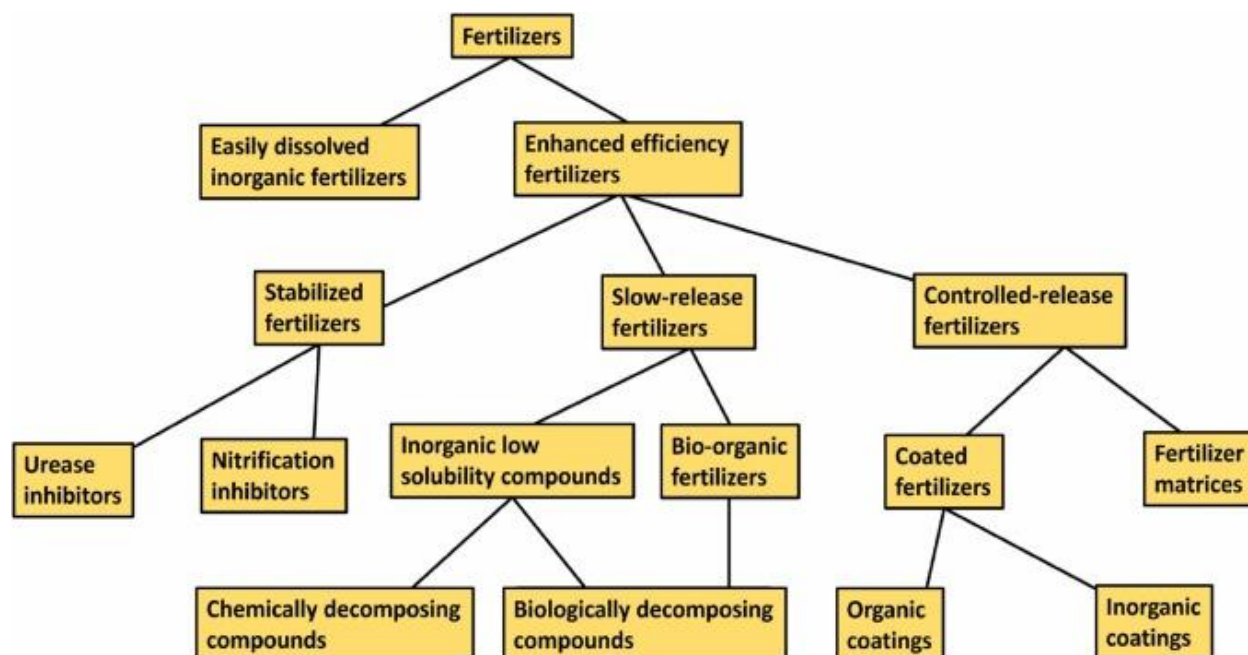 Fertilizers
Easily dissolved
inorganic fertilizers
Enhanced efficiency
fertilizers
Stabilized
fertilizers
Slow-release
fertilizers
Controlled-release
fertilizers
Urease
inhibitors
Nitrification
inhibitors
Inorganic low
solubility compounds
Bio-organic
fertilizers
Coated
fertilizers
Fertilizer
matrices
Chemically decomposing
compounds
Biologically decomposing
compounds
Organic
coatings
Inorganic
coatings